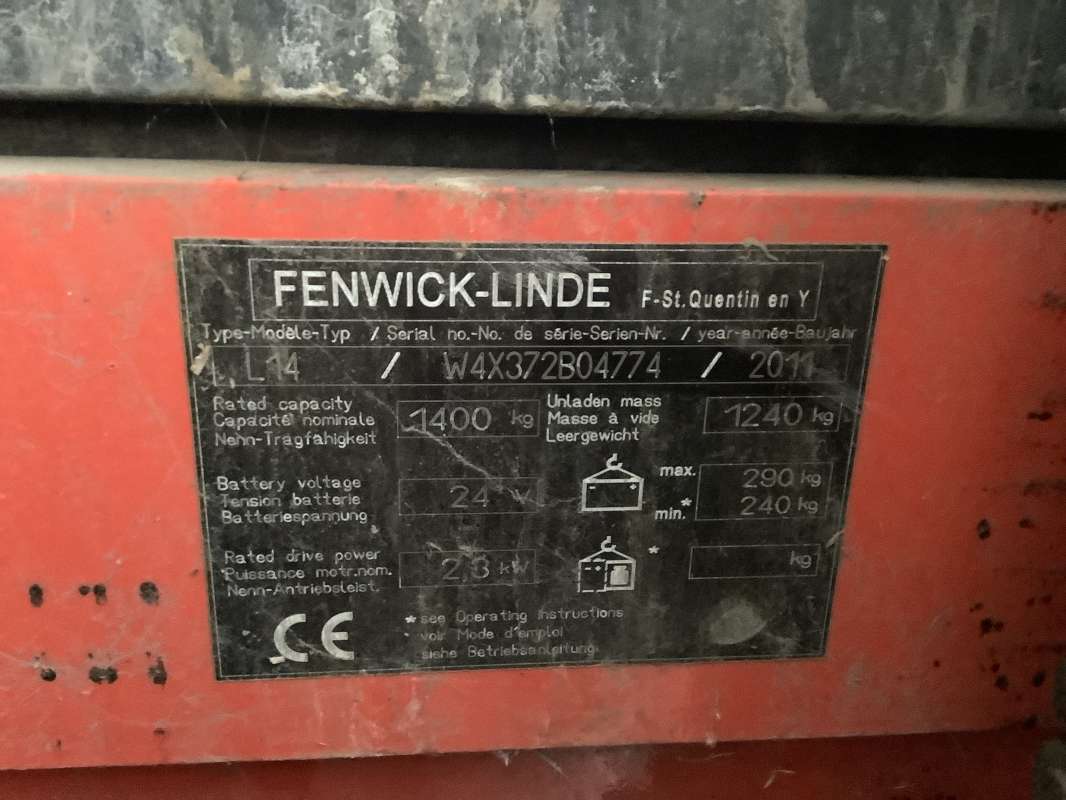 FENWICK-LINDE F-St.Quentin en Y
Type-Modèle-Typ / Serial no.-No. de série-Serien-Nr. / year-année-Baujahr
L14 / W4X372B04774 / 2011
Rated capacity
Capacité nominale
Nenn-Tragfähigkeit
1400 kg
Unladen mass
Masse à vide
Leergewicht
1240 kg
Battery voltage
Tension batterie
Batteriespannung
24 V
max. 290 kg
min.* 240 kg
Rated drive power
Puissance motr.nom.
Nenn-Antriebsleist.
2,3 kW
* kg
CE
* see Operating Instructions
voir Mode d'emploi
siehe Betriebsanleitung